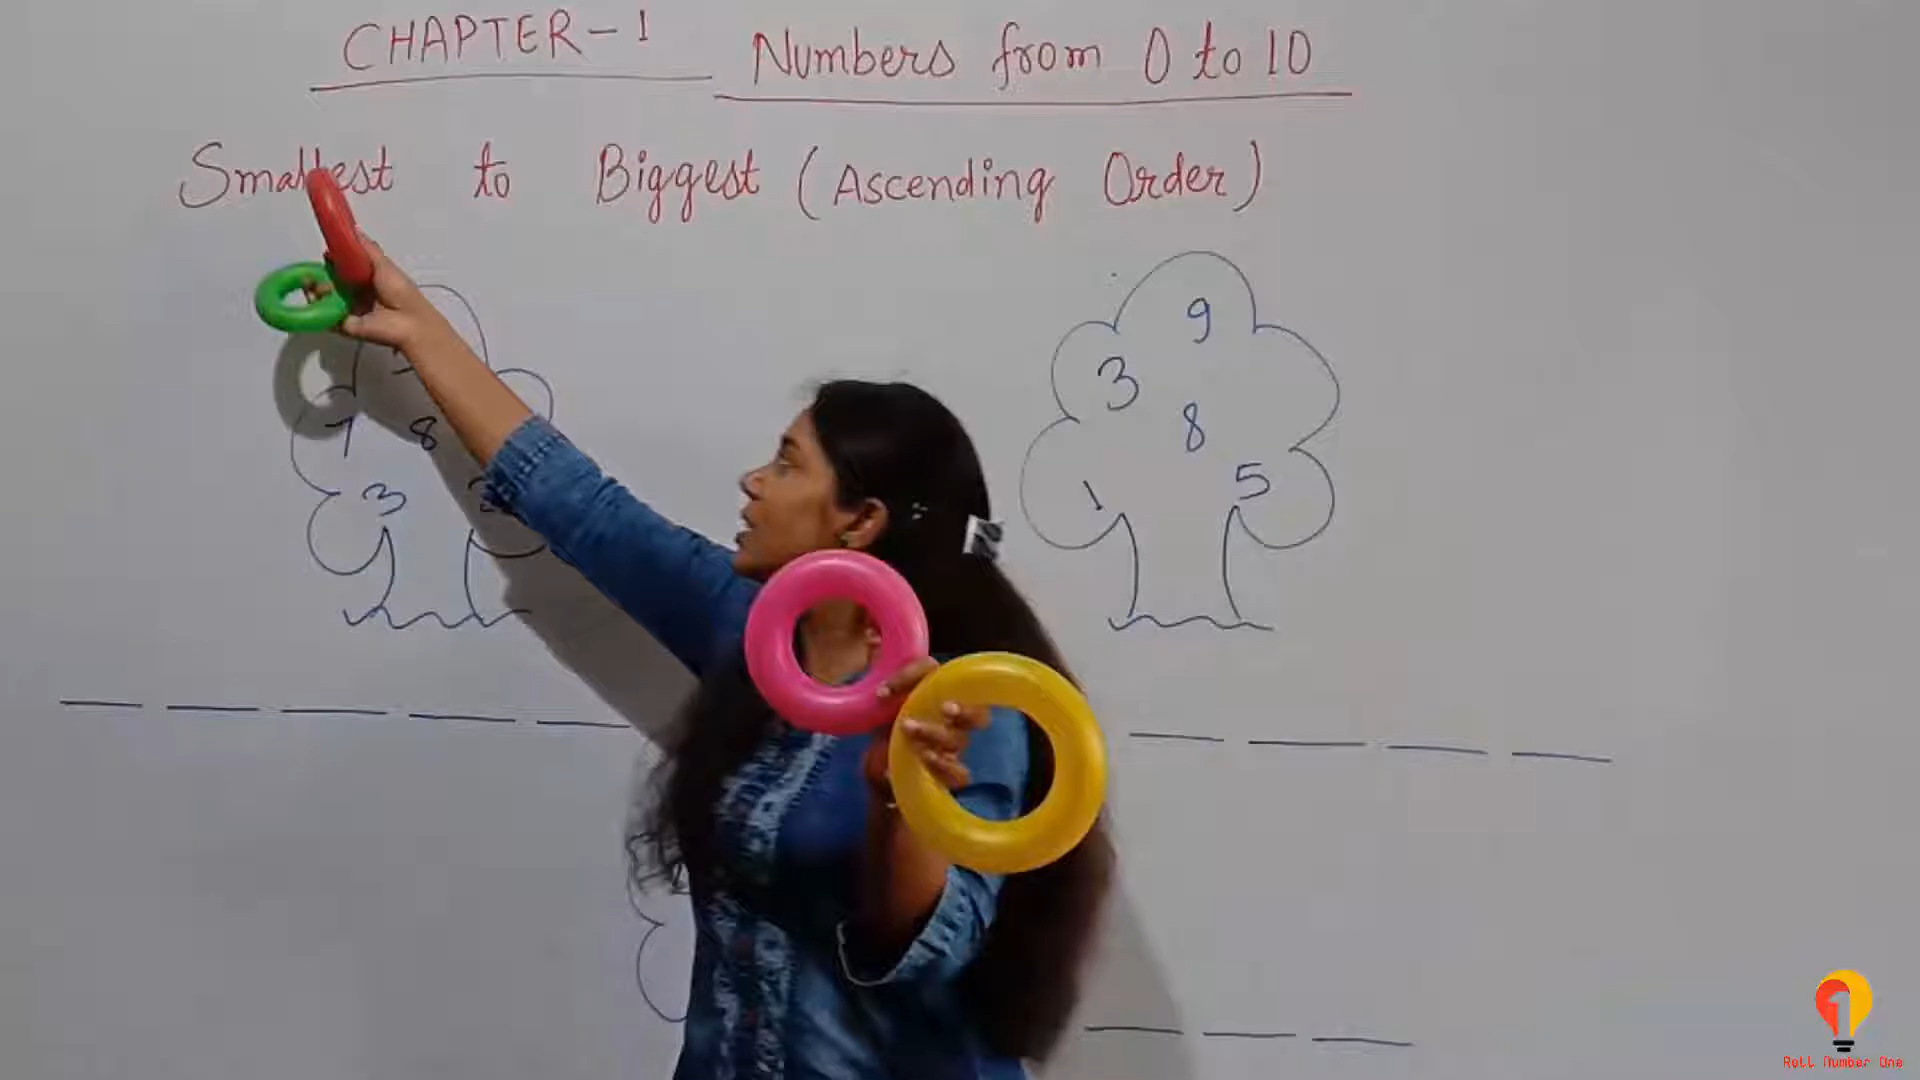 CHAPTER-1 Numbers from 0 to 10
Smallest to Biggest (Ascending Order)
9
3
8
1 5
7 8
3
Roll Number One